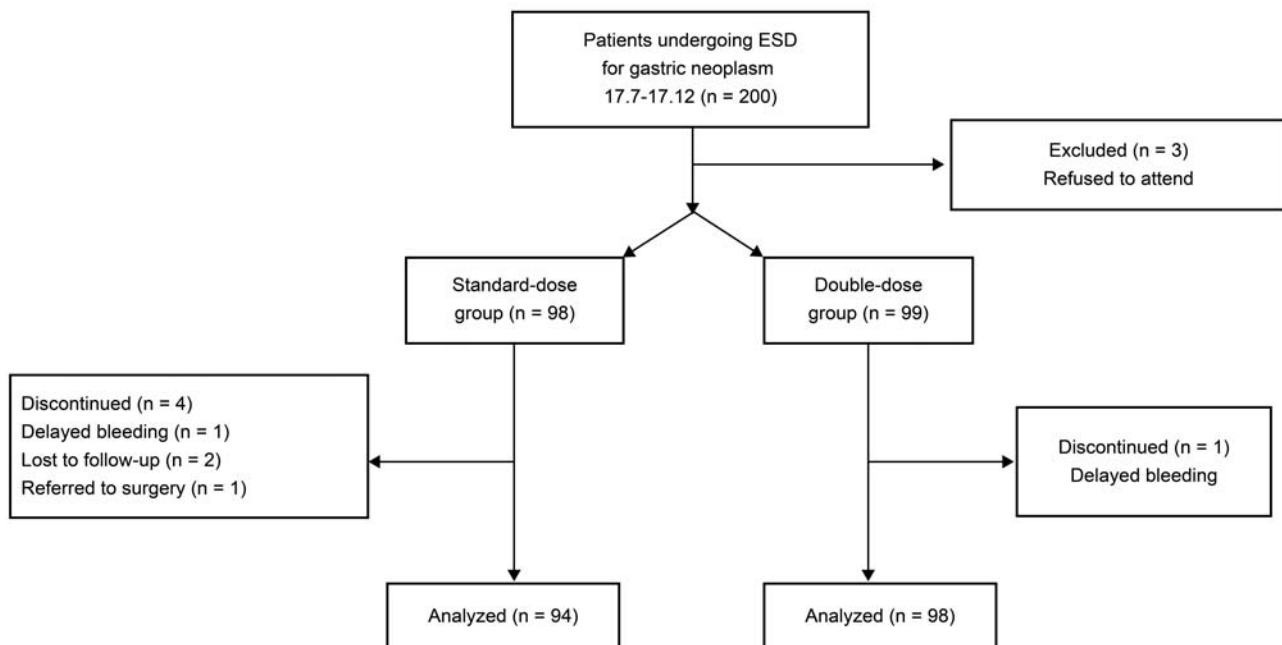 Patients undergoing ESD
for gastric neoplasm
17.7-17.12 (n = 200)
Excluded (n = 3)
Refused to attend
Standard-dose
group (n = 98)
Double-dose
group (n = 99)
Discontinued (n = 4)
Delayed bleeding (n = 1)
Lost to follow-up (n = 2)
Referred to surgery (n = 1)
Discontinued (n = 1)
Delayed bleeding
Analyzed (n = 94)
Analyzed (n = 98)